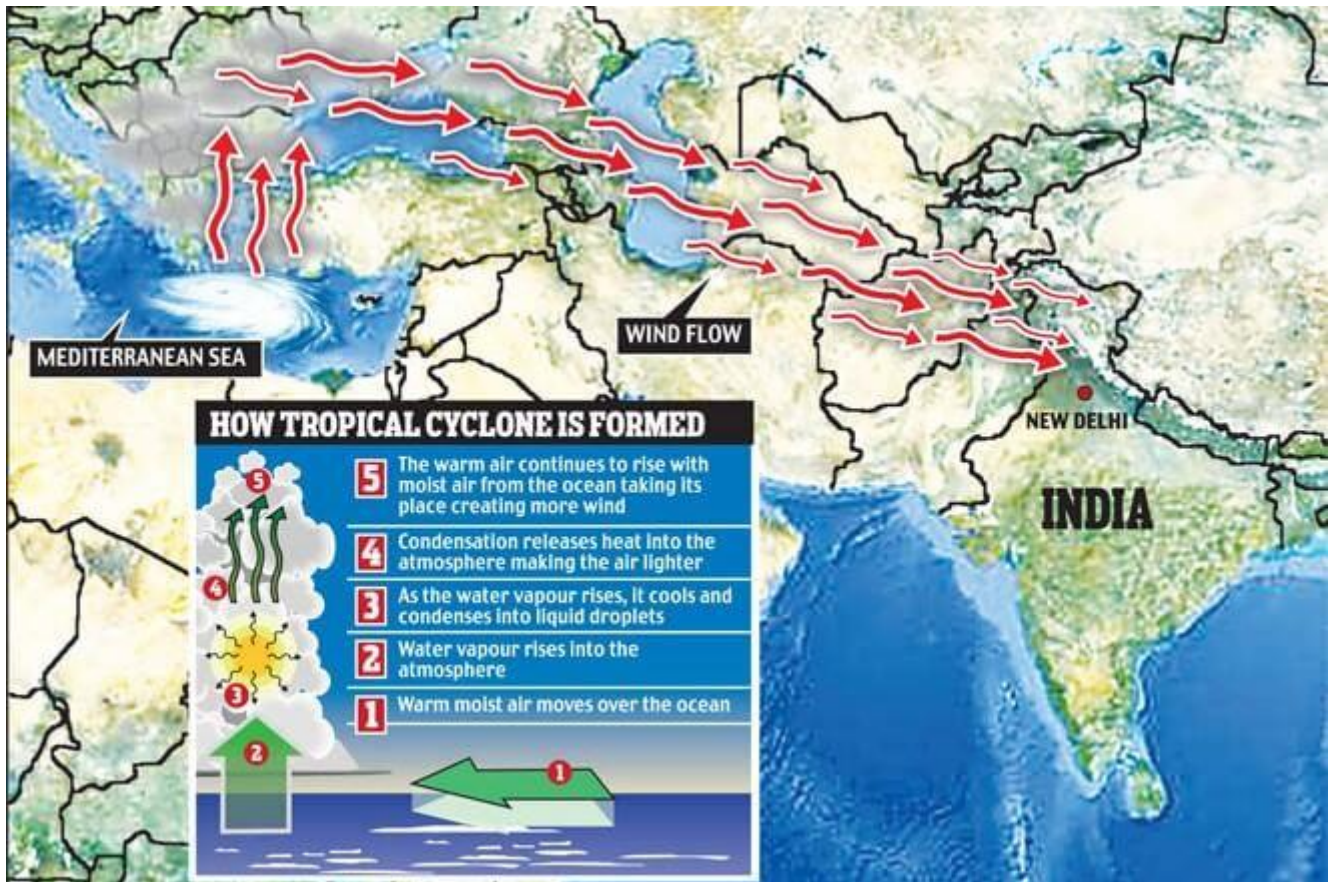 MEDITERRANEAN SEA
WIND FLOW
NEW DELHI
INDIA
HOW TROPICAL CYCLONE IS FORMED
5 The warm air continues to rise with
moist air from the ocean taking its
place creating more wind
4 Condensation releases heat into the
atmosphere making the air lighter
3 As the water vapour rises, it cools and
condenses into liquid droplets
2 Water vapour rises into the
atmosphere
1 Warm moist air moves over the ocean
5
4
3
2
1